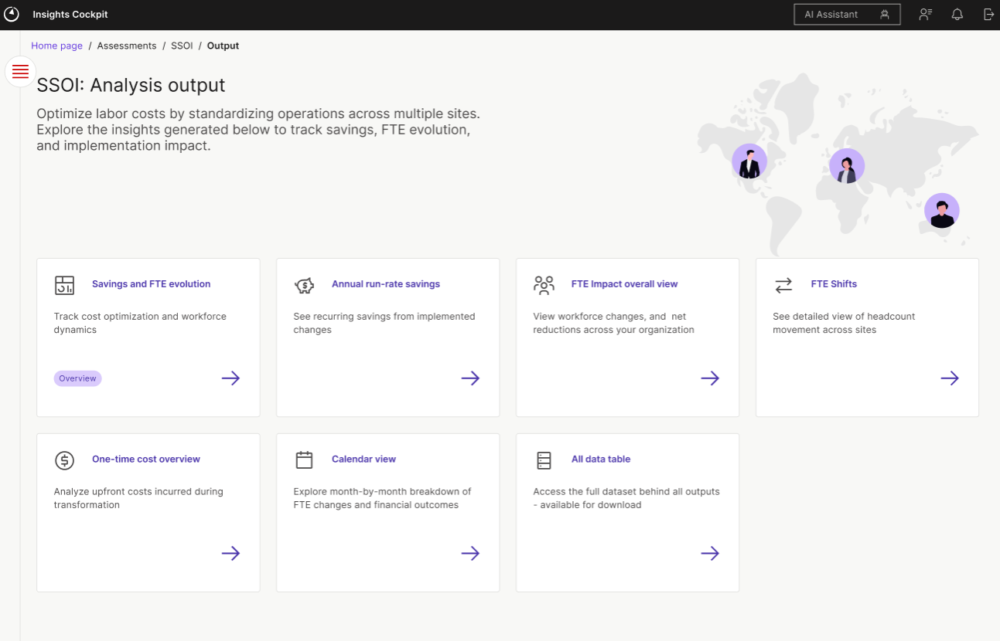 Insights Cockpit
AI Assistant
Home page / Assessments / SSOI / Output
SSOI: Analysis output
Optimize labor costs by standardizing operations across multiple sites.
Explore the insights generated below to track savings, FTE evolution,
and implementation impact.
Savings and FTE evolution
Track cost optimization and workforce
dynamics
Overview
Annual run-rate savings
See recurring savings from implemented
changes
FTE Impact overall view
View workforce changes, and  net
reductions across your organization
FTE Shifts
See detailed view of headcount
movement across sites
One-time cost overview
Analyze upfront costs incurred during
transformation
Calendar view
Explore month-by-month breakdown of
FTE changes and financial outcomes
All data table
Access the full dataset behind all outputs
- available for download